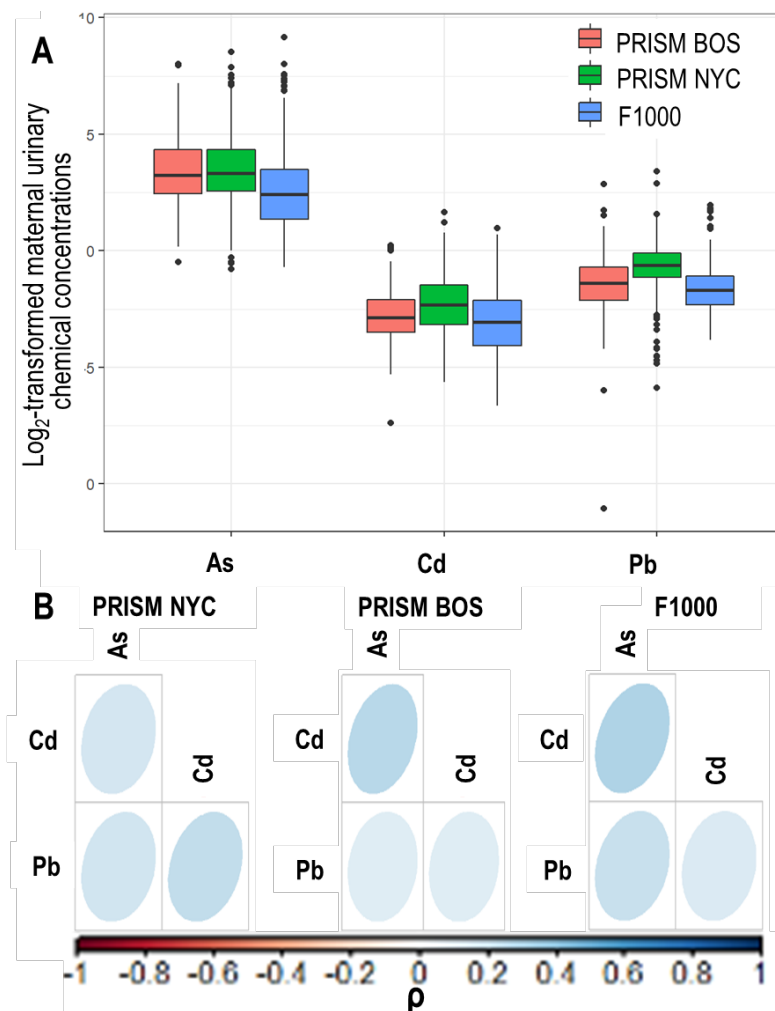 A
Log₂-transformed maternal urinary
chemical concentrations
10
5
0
5
0
PRISM BOS
PRISM NYC
F1000
As Cd Pb
B
PRISM NYC PRISM BOS F1000
As As As
Cd Cd Cd
Cd Cd Cd
Pb Pb Pb
-1 -0.8 -0.6 -0.4 -0.2 0 0.2 0.4 0.6 0.8 1
ρ